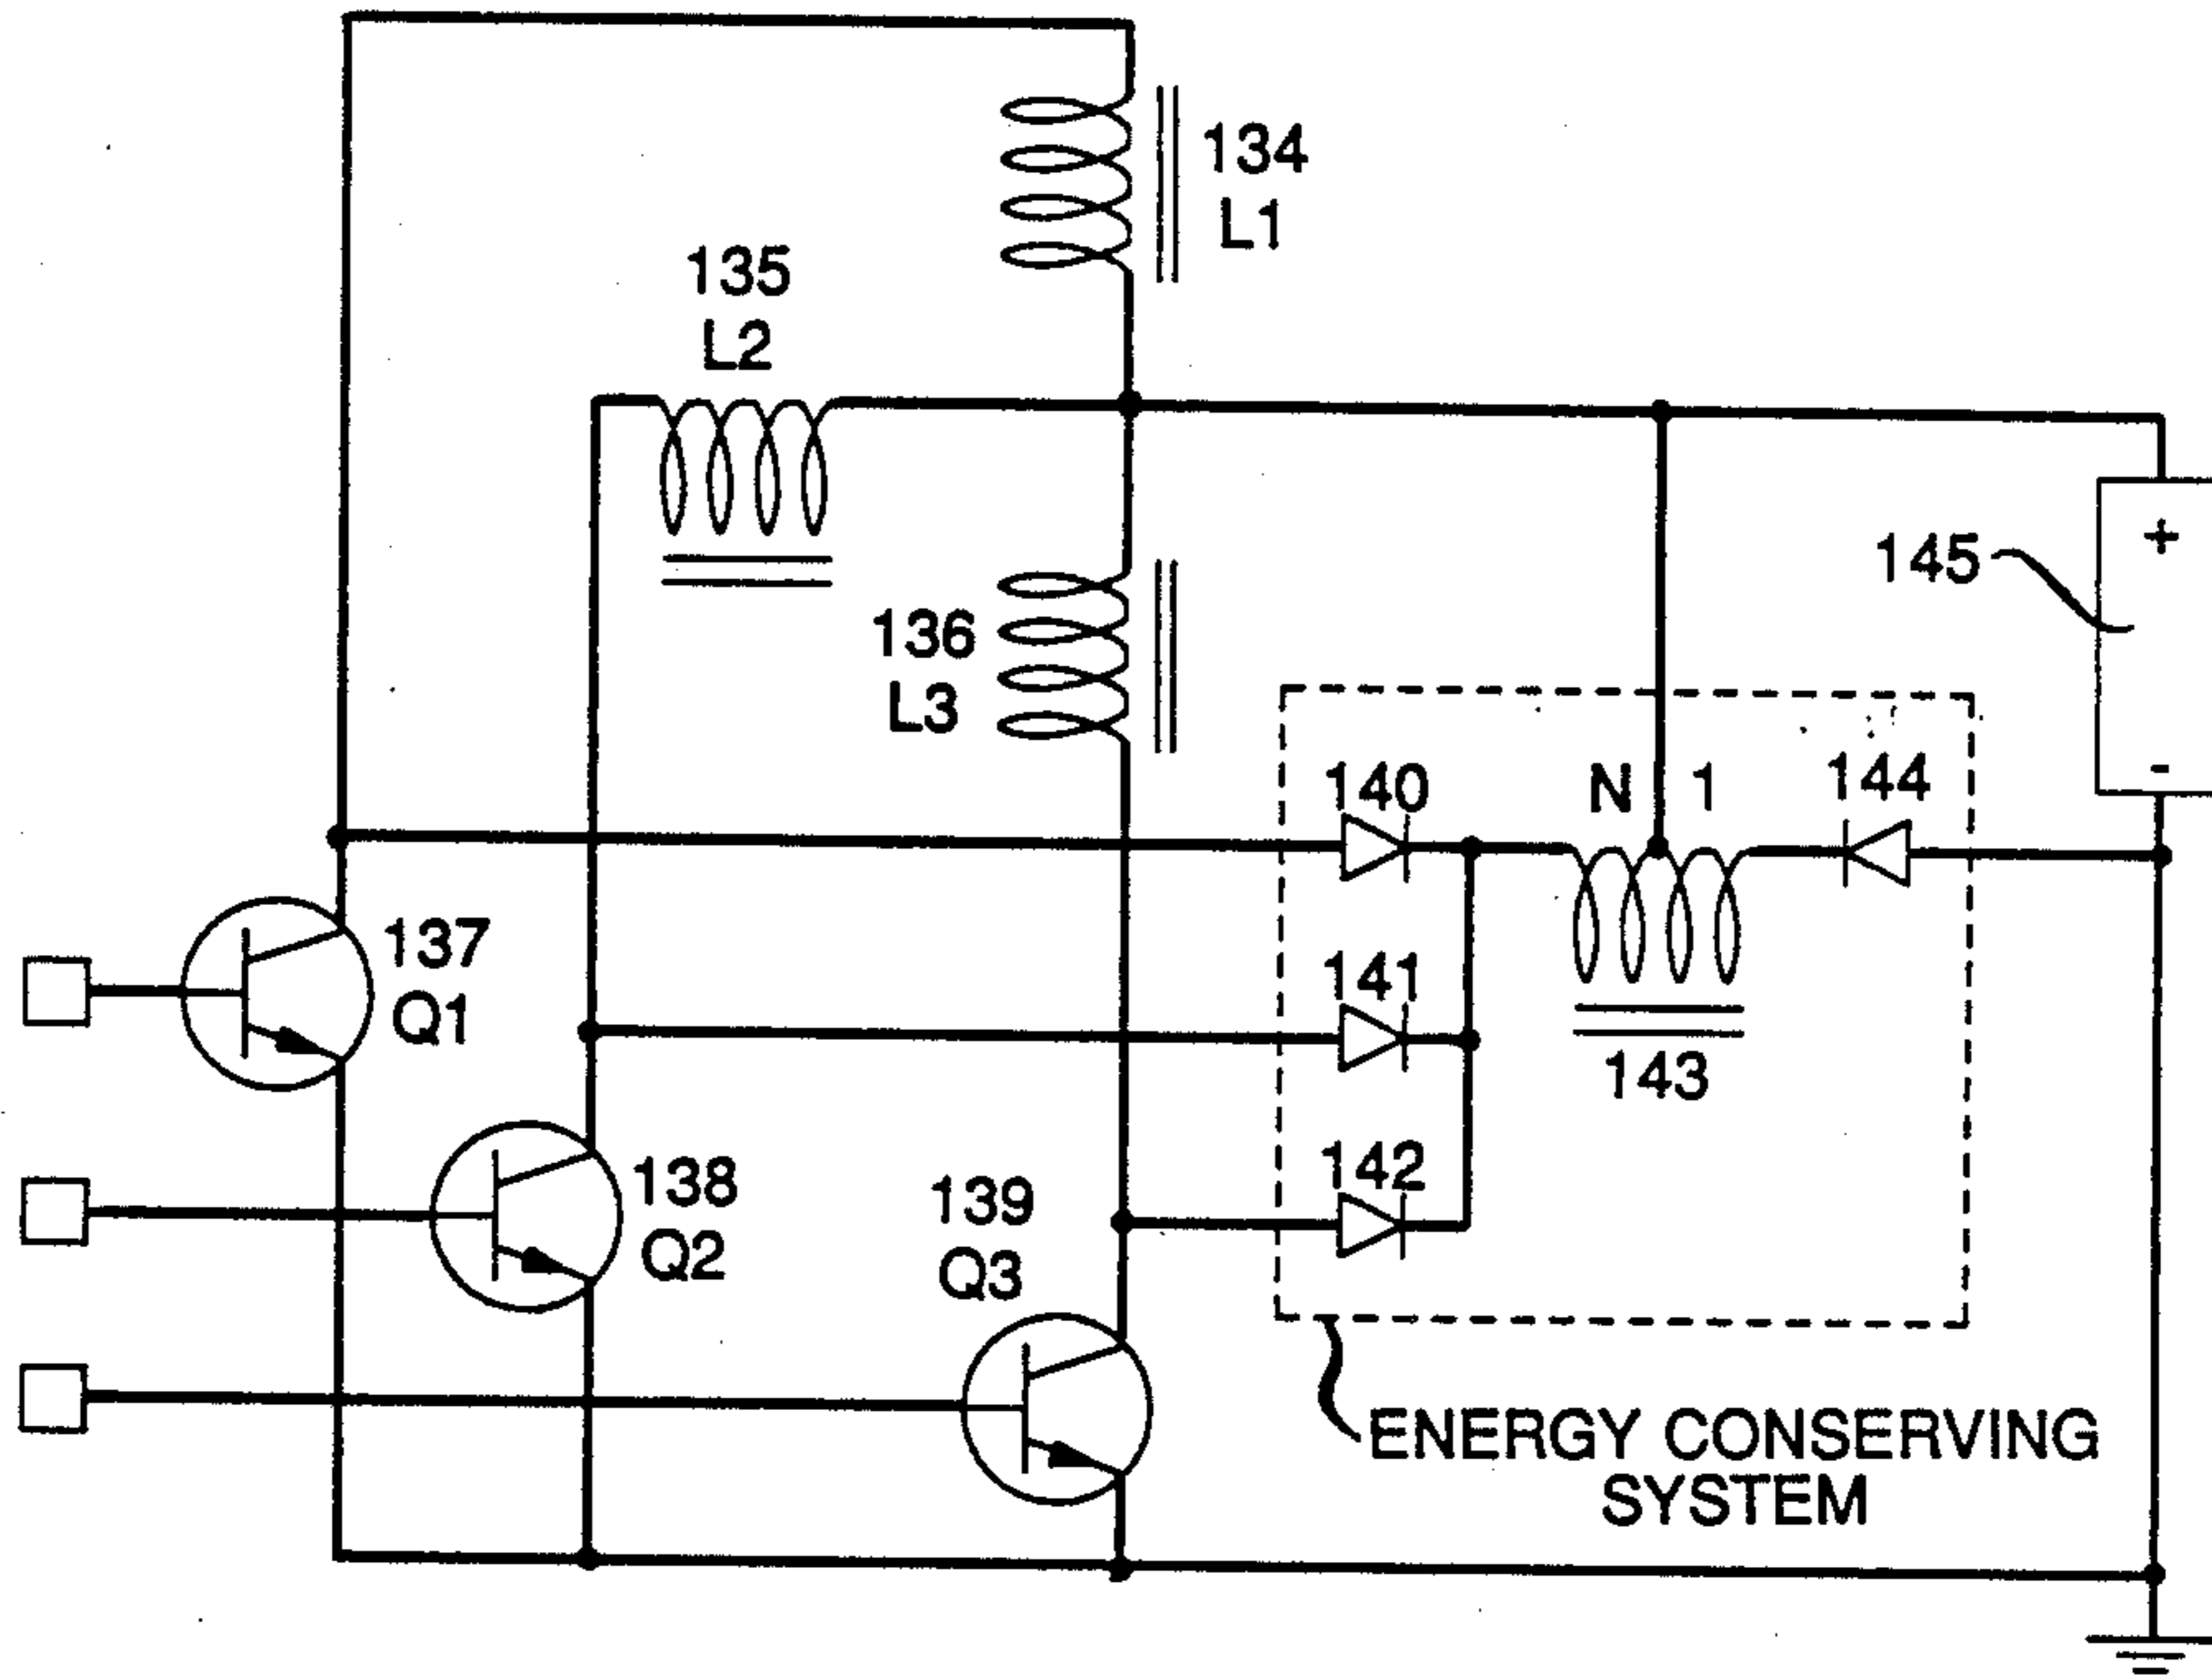 134
L1
135
L2
145
+
136
L3
-
140
N 1
144
137
Q1
141
143
138
Q2
142
139
Q3
ENERGY CONSERVING
SYSTEM